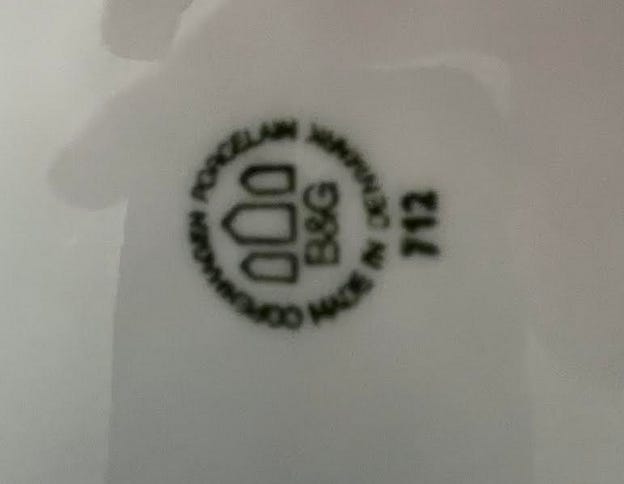 COPENHAGEN PORCELAIN
B&G
MADE IN DENMARK
712